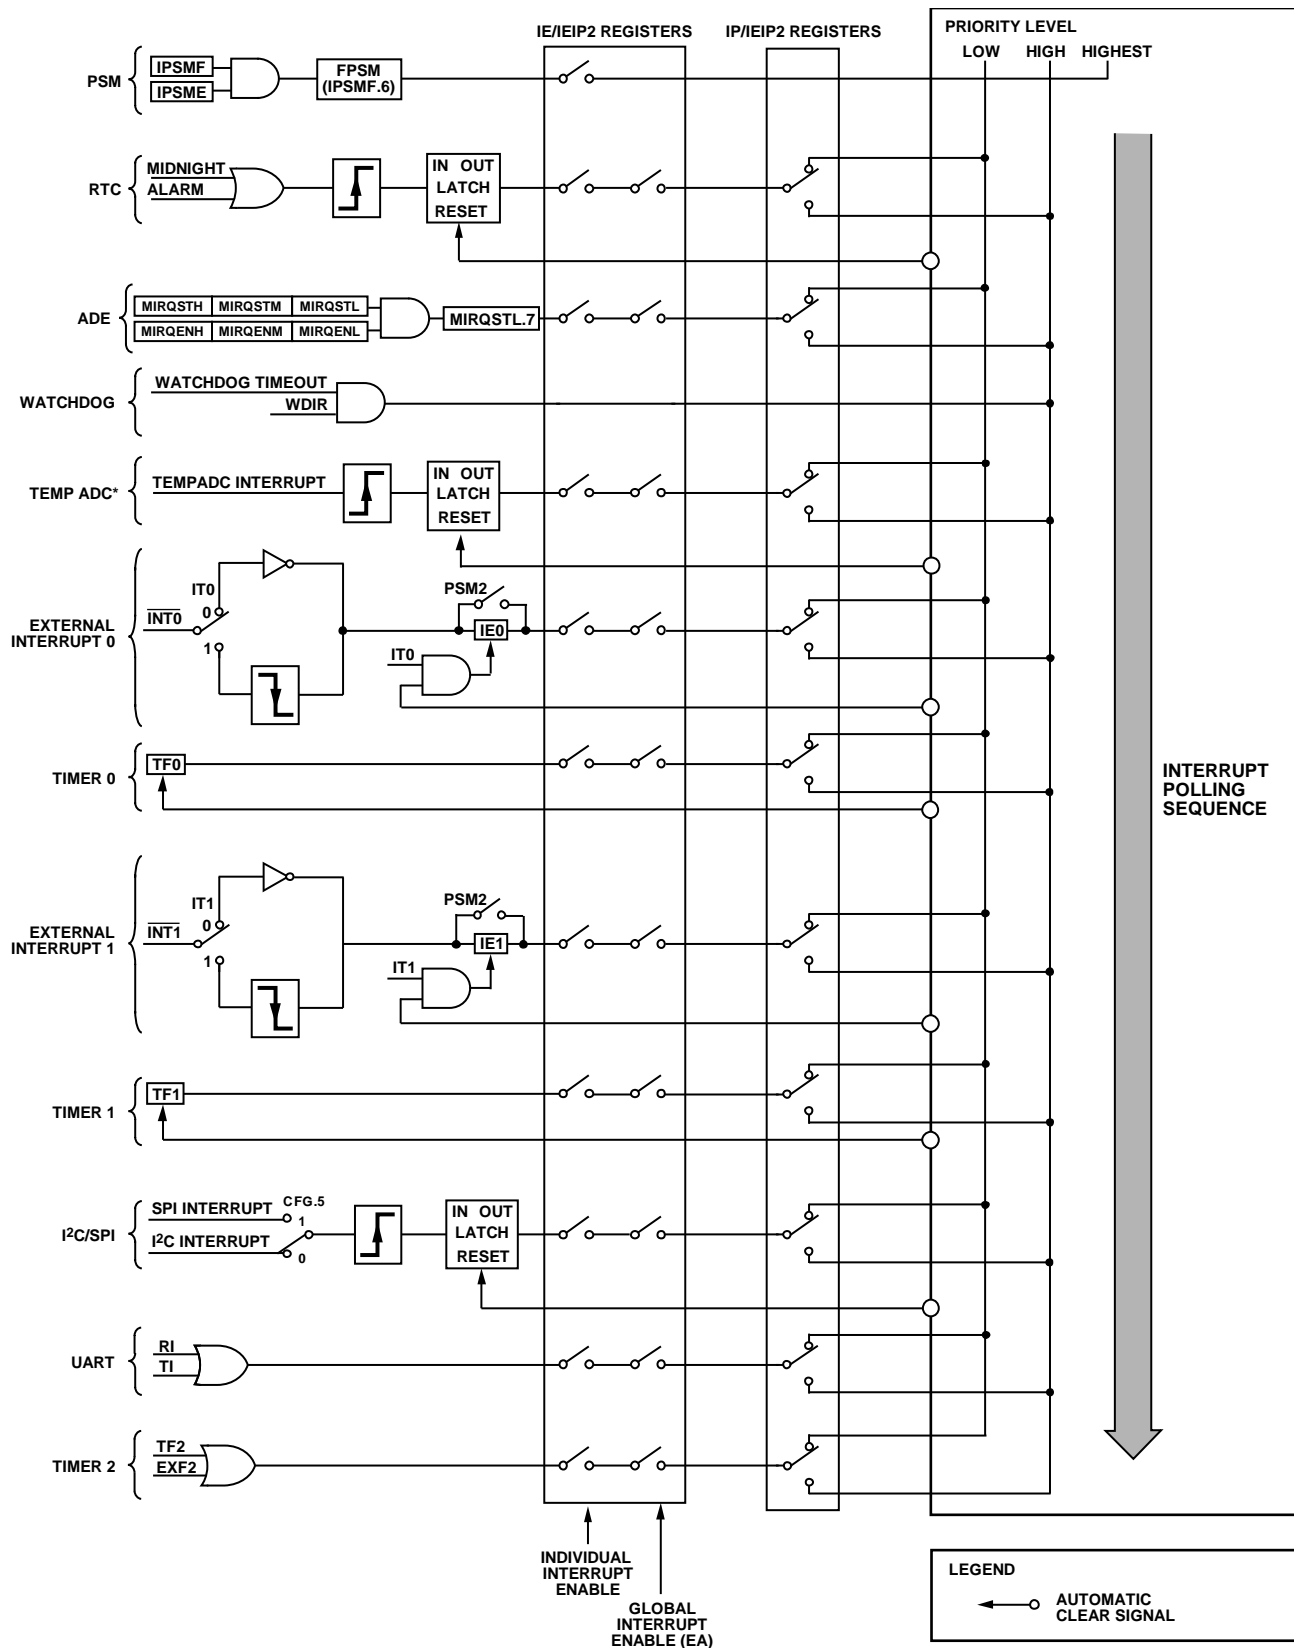 IE/IEIP2 REGISTERS
IP/IEIP2 REGISTERS
PRIORITY LEVEL
LOW HIGH HIGHEST
PSM
IPSMF
IPSME
FPSM
(IPSMF.6)
RTC
MIDNIGHT
ALARM
IN OUT
LATCH
RESET
ADE
MIRQSTH MIRQSTM MIRQSTL
MIRQENH MIRQENM MIRQENL
MIRQSTL.7
WATCHDOG
WATCHDOG TIMEOUT
WDIR
TEMP ADC*
TEMPADC INTERRUPT
IN OUT
LATCH
RESET
EXTERNAL
INTERRUPT 0
INT0
IT0
0
1
PSM2
IE0
IT0
TIMER 0
TF0
INTERRUPT
POLLING
SEQUENCE
EXTERNAL
INTERRUPT 1
INT1
IT1
0
1
PSM2
IE1
IT1
TIMER 1
TF1
I²C/SPI
SPI INTERRUPT
I²C INTERRUPT
CFG.5
1
0
IN OUT
LATCH
RESET
UART
RI
TI
TIMER 2
TF2
EXF2
INDIVIDUAL
INTERRUPT
ENABLE
GLOBAL
INTERRUPT
ENABLE (EA)
LEGEND
AUTOMATIC
CLEAR SIGNAL